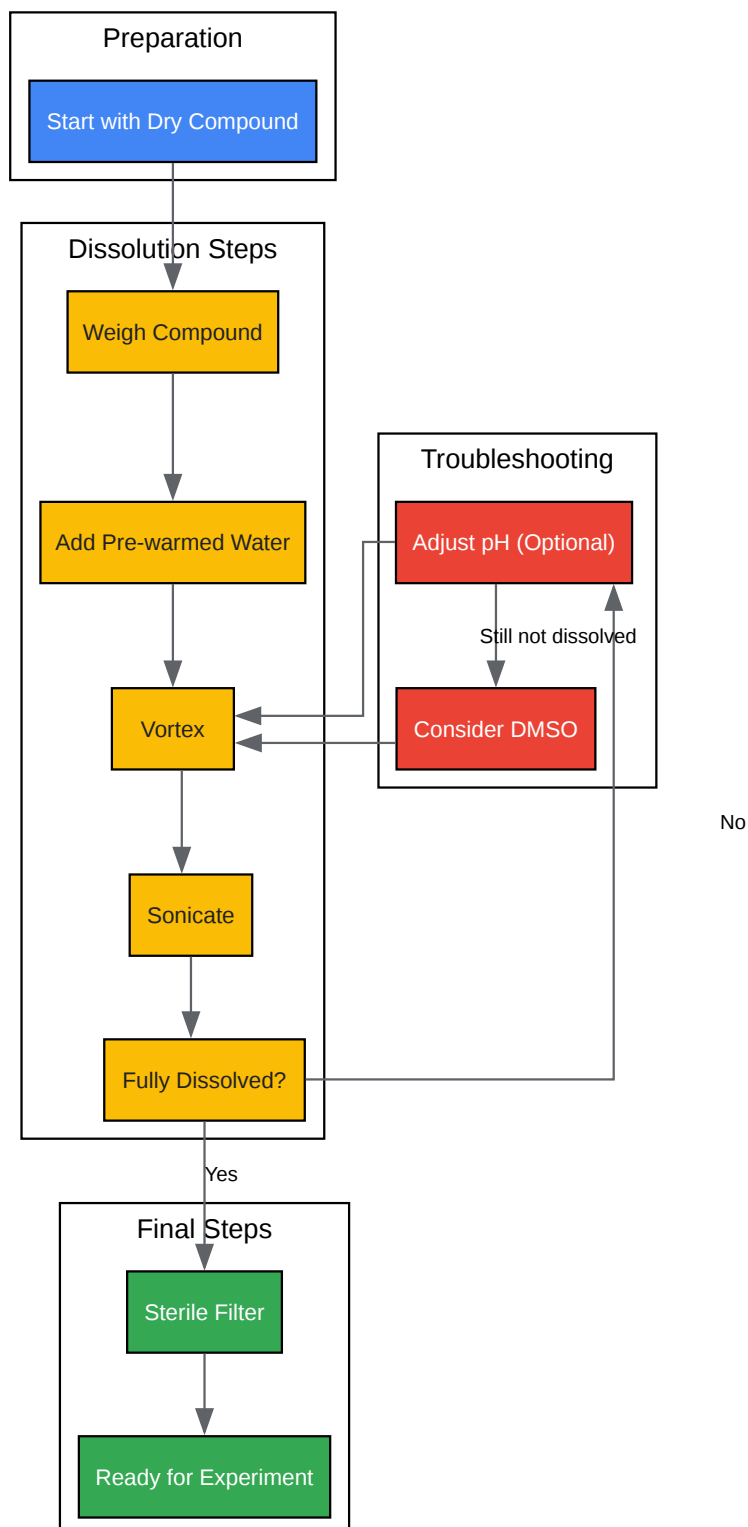 Preparation
Start with Dry Compound
Dissolution Steps
Weigh Compound
Add Pre-warmed Water
Vortex
Sonicate
Fully Dissolved?
Troubleshooting
Adjust pH (Optional)
Still not dissolved
Consider DMSO
No
Yes
Final Steps
Sterile Filter
Ready for Experiment